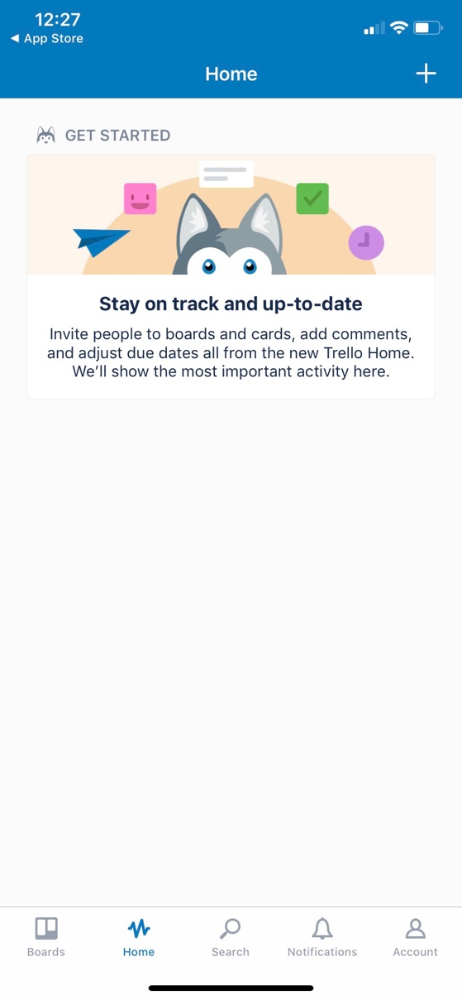 12:27
◀ App Store
Home
GET STARTED
Stay on track and up-to-date
Invite people to boards and cards, add comments,
and adjust due dates all from the new Trello Home.
We’ll show the most important activity here.
Boards
Home
Search
Notifications
Account